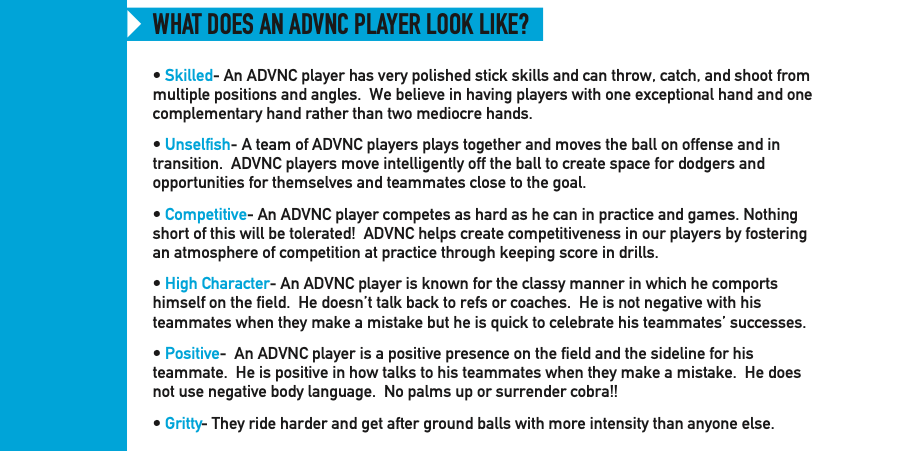 WHAT DOES AN ADVNC PLAYER LOOK LIKE?
• Skilled- An ADVNC player has very polished stick skills and can throw, catch, and shoot from
multiple positions and angles.  We believe in having players with one exceptional hand and one
complementary hand rather than two mediocre hands.
• Unselfish- A team of ADVNC players plays together and moves the ball on offense and in
transition.  ADVNC players move intelligently off the ball to create space for dodgers and
opportunities for themselves and teammates close to the goal.
• Competitive- An ADVNC player competes as hard as he can in practice and games. Nothing
short of this will be tolerated!  ADVNC helps create competitiveness in our players by fostering
an atmosphere of competition at practice through keeping score in drills.
• High Character- An ADVNC player is known for the classy manner in which he comports
himself on the field.  He doesn't talk back to refs or coaches.  He is not negative with his
teammates when they make a mistake but he is quick to celebrate his teammates' successes.
• Positive-  An ADVNC player is a positive presence on the field and the sideline for his
teammate.  He is positive in how talks to his teammates when they make a mistake.  He does
not use negative body language.  No palms up or surrender cobra!!
• Gritty- They ride harder and get after ground balls with more intensity than anyone else.